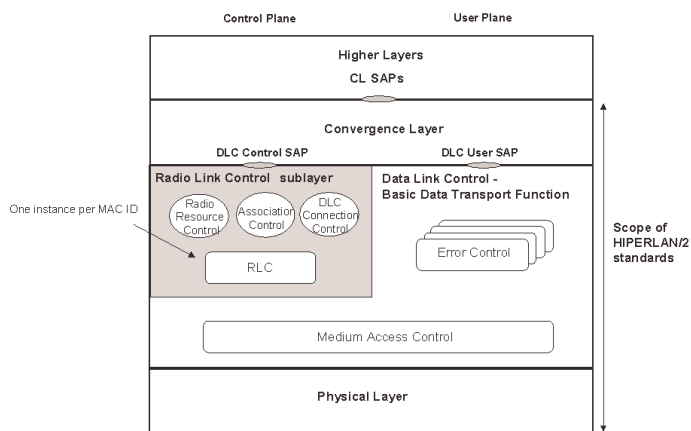 Control Plane
User Plane
Higher Layers
CL SAPs
Convergence Layer
DLC Control SAP
DLC User SAP
Radio Link Control sublayer
Data Link Control -
Basic Data Transport Function
Radio
Resource
Control
Association
Control
DLC
Connection
Control
One instance per MAC ID
RLC
Error Control
Scope of
HIPERLAN/2
standards
Medium Access Control
Physical Layer